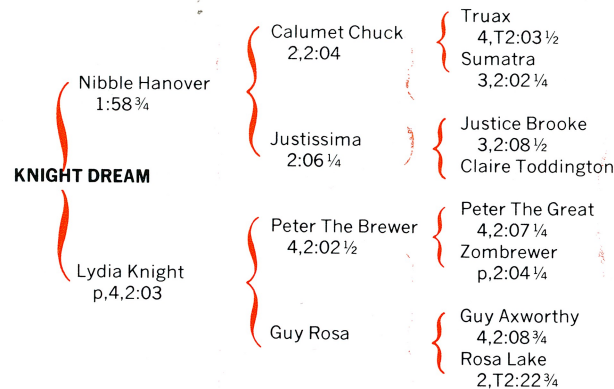 Truax
4,T2:03½
Calumet Chuck
2,2:04
Sumatra
3,2:02¼
Nibble Hanover
1:58¾
Justice Brooke
3,2:08½
Justissima
2:06¼
Claire Toddington
KNIGHT DREAM
Peter The Great
4,2:07¼
Peter The Brewer
4,2:02½
Zombrewer
p,2:04¼
Lydia Knight
p,4,2:03
Guy Axworthy
4,2:08¾
Guy Rosa
Rosa Lake
2,T2:22¾